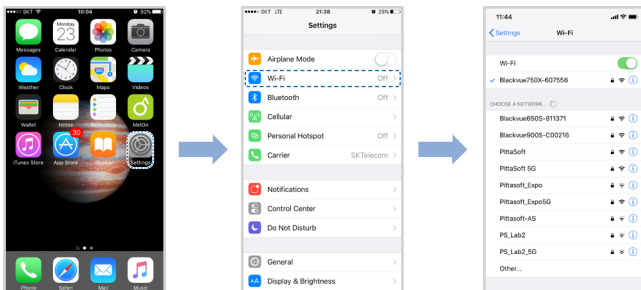 SKT 10:04 92%
Monday
23
Messages Calendar Photos Camera
Weather Clock Maps Videos
Wallet Notes Reminders MelOn
30
iTunes Store App Store iBooks Settings
Phone Safari Mail Music
SKT LTE 21:38 29%
Settings
Airplane Mode
Wi-Fi Off
Bluetooth Off
Cellular
Personal Hotspot Off
Carrier SKTelecom
Notifications
Control Center
Do Not Disturb
General
AA Display & Brightness
11:44
Settings Wi-Fi
Wi-Fi
Blackvue750X-607556
CHOOSE A NETWORK...
Blackvue650S-811371
Blackvue900S-C00216
PittaSoft
PittaSoft 5G
Pittasoft_Expo
Pittasoft_Expo5G
Pittasoft-AS
PS_Lab2
PS_Lab2_5G
Other...